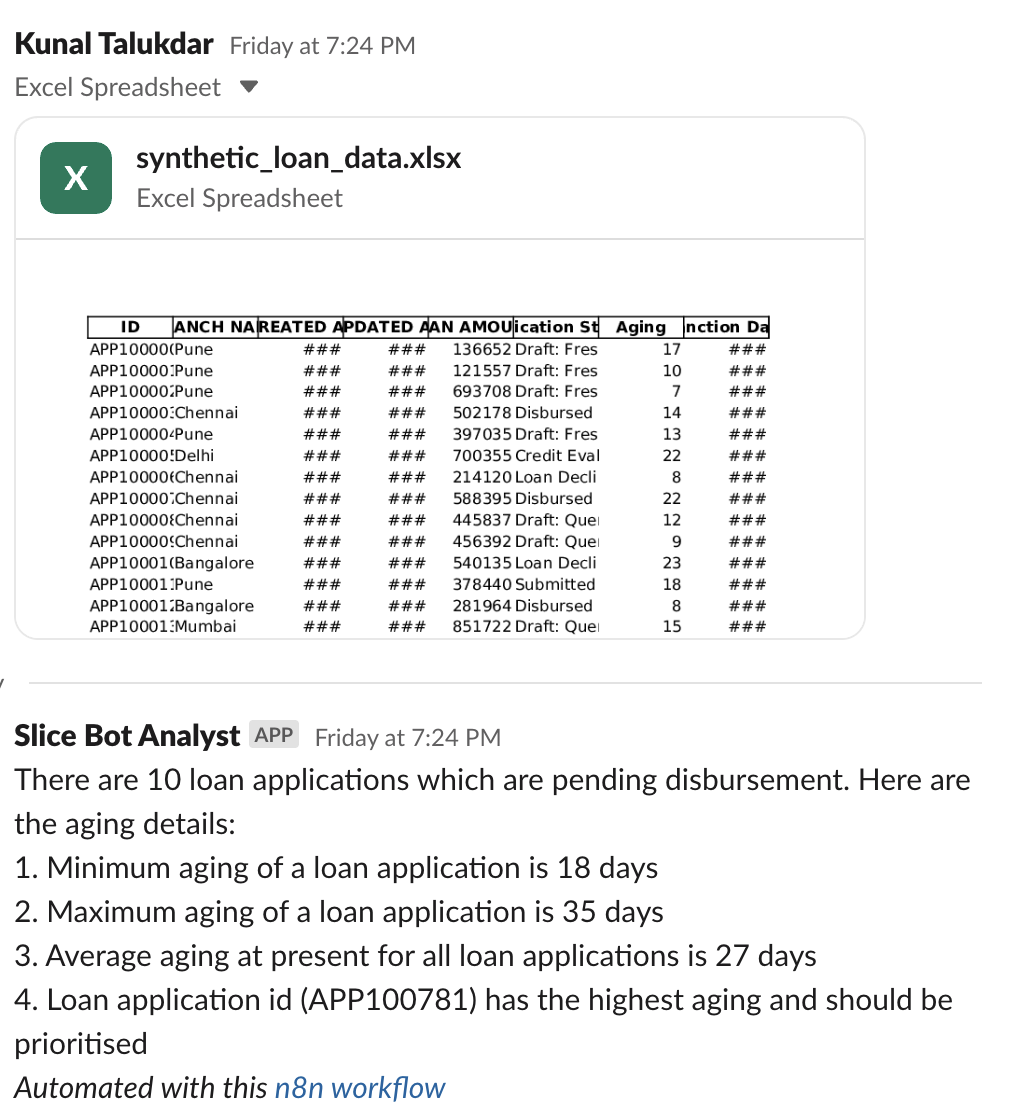 Kunal Talukdar Friday at 7:24 PM
Excel Spreadsheet
X
synthetic_loan_data.xlsx
Excel Spreadsheet
ID ANCH NA REATED A PDATED A AN AMOU ication St Aging nction Da
APP10000 Pune ### ### 136652 Draft: Fres 17 ###
APP10000 Pune ### ### 121557 Draft: Fres 10 ###
APP10000 Pune ### ### 693708 Draft: Fres 7 ###
APP10000 Chennai ### ### 502178 Disbursed 14 ###
APP10000 Pune ### ### 397035 Draft: Fres 13 ###
APP10000 Delhi ### ### 700355 Credit Eval 22 ###
APP10000 Chennai ### ### 214120 Loan Decli 8 ###
APP10000 Chennai ### ### 588395 Disbursed 22 ###
APP10000 Chennai ### ### 445837 Draft: Que 12 ###
APP10000 Chennai ### ### 456392 Draft: Que 9 ###
APP10001 Bangalore ### ### 540135 Loan Decli 23 ###
APP10001 Pune ### ### 378440 Submitted 18 ###
APP10001 Bangalore ### ### 281964 Disbursed 8 ###
APP10001 Mumbai ### ### 851722 Draft: Que 15 ###
Slice Bot Analyst APP Friday at 7:24 PM
There are 10 loan applications which are pending disbursement. Here are
the aging details:
1. Minimum aging of a loan application is 18 days
2. Maximum aging of a loan application is 35 days
3. Average aging at present for all loan applications is 27 days
4. Loan application id (APP100781) has the highest aging and should be
prioritised
Automated with this n8n workflow